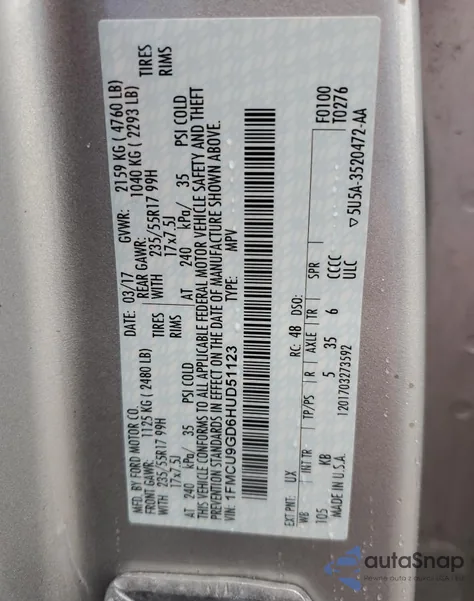 MFD. BY FORD MOTOR CO.
DATE: 03/17 GVWR: 2159 KG ( 4760 LB)
FRONT GAWR: 1125 KG ( 2480 LB)
REAR GAWR: 1040 KG ( 2293 LB)
WITH 235/55R17 99H TIRES
WITH 235/55R17 99H TIRES
17x7.5J RIMS
17x7.5J RIMS
AT 240 kPa/ 35 PSI COLD
AT 240 kPa/ 35 PSI COLD
THIS VEHICLE CONFORMS TO ALL APPLICABLE FEDERAL MOTOR VEHICLE SAFETY AND THEFT
PREVENTION STANDARDS IN EFFECT ON THE DATE OF MANUFACTURE SHOWN ABOVE.
VIN: 1FMCU9GD6HUD51123 TYPE: MPV
F0100
T0276
EXT PNT: UX RC: 48 DSO:
WB INT TR TP/PS R AXLE TR SPR
105 KB 5 35 6 CCCC
MADE IN U.S.A. ULC
1201703273592
▽5U5A-3520472-AA
autaSnap